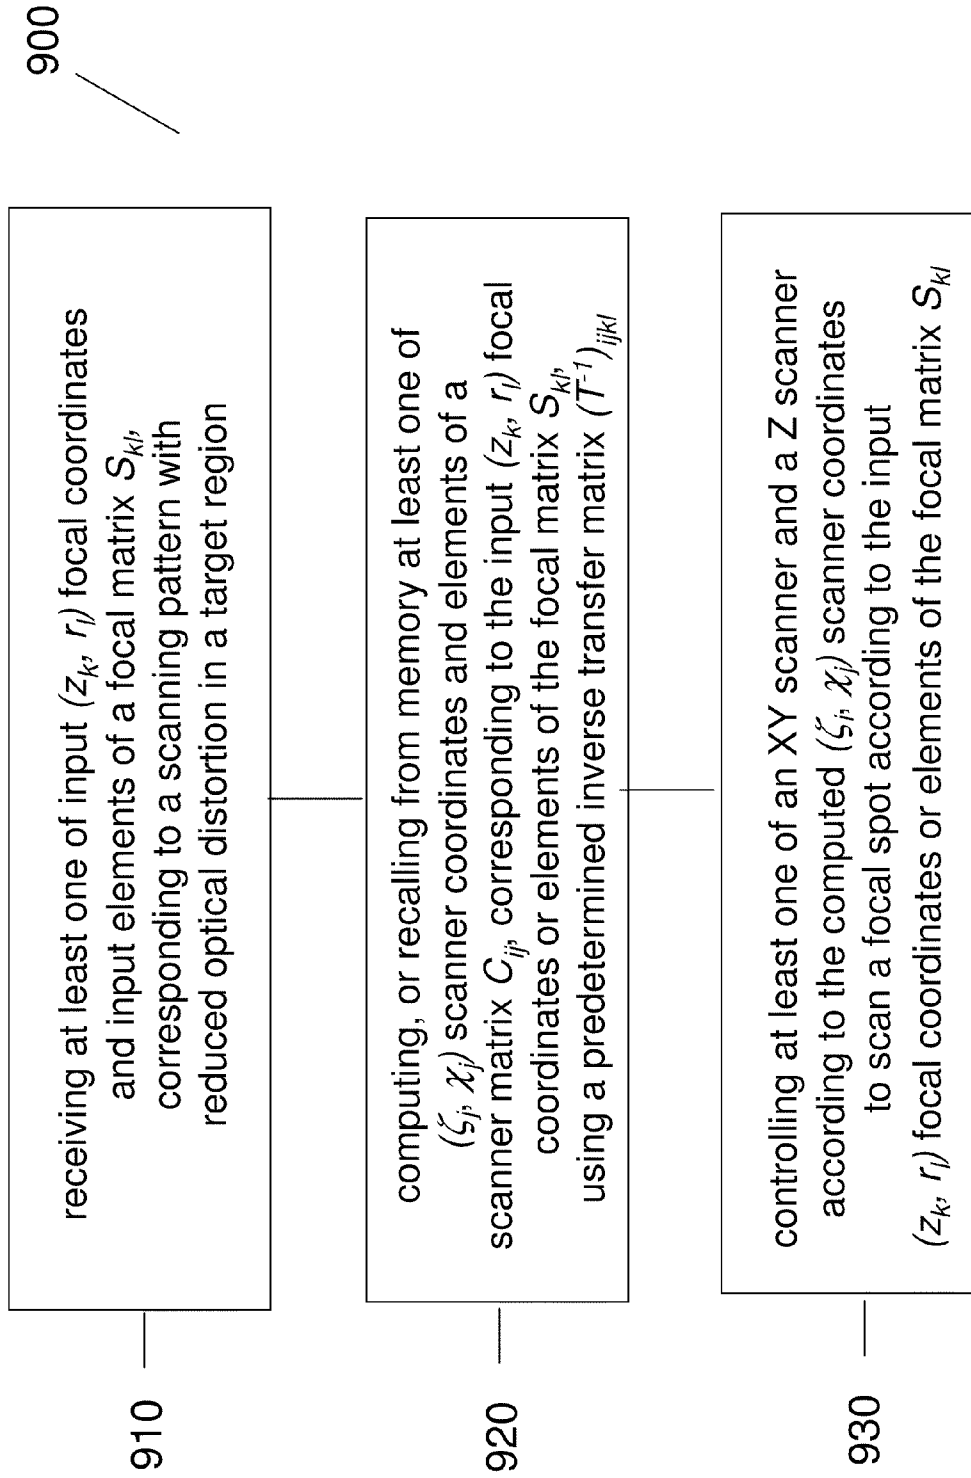 900
910
receiving at least one of input (z_k, r_l) focal coordinates
and input elements of a focal matrix S_kl,
corresponding to a scanning pattern with
reduced optical distortion in a target region
920
computing, or recalling from memory at least one of
(ζ_i, χ_j) scanner coordinates and elements of a
scanner matrix C_ij, corresponding to the input (z_k, r_l) focal
coordinates or elements of the focal matrix S_kl,
using a predetermined inverse transfer matrix (T^-1)_ijkl
930
controlling at least one of an XY scanner and a Z scanner
according to the computed (ζ_i, χ_j) scanner coordinates
to scan a focal spot according to the input
(z_k, r_l) focal coordinates or elements of the focal matrix S_kl